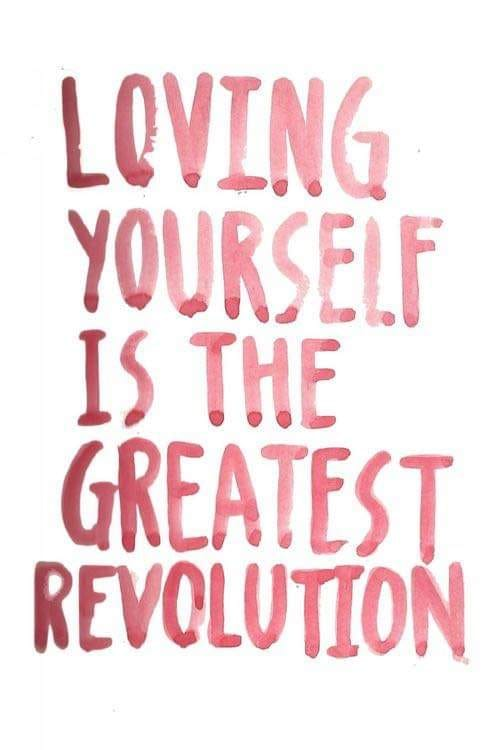 LOVING
YOURSELF
IS THE
GREATEST
REVOLUTION